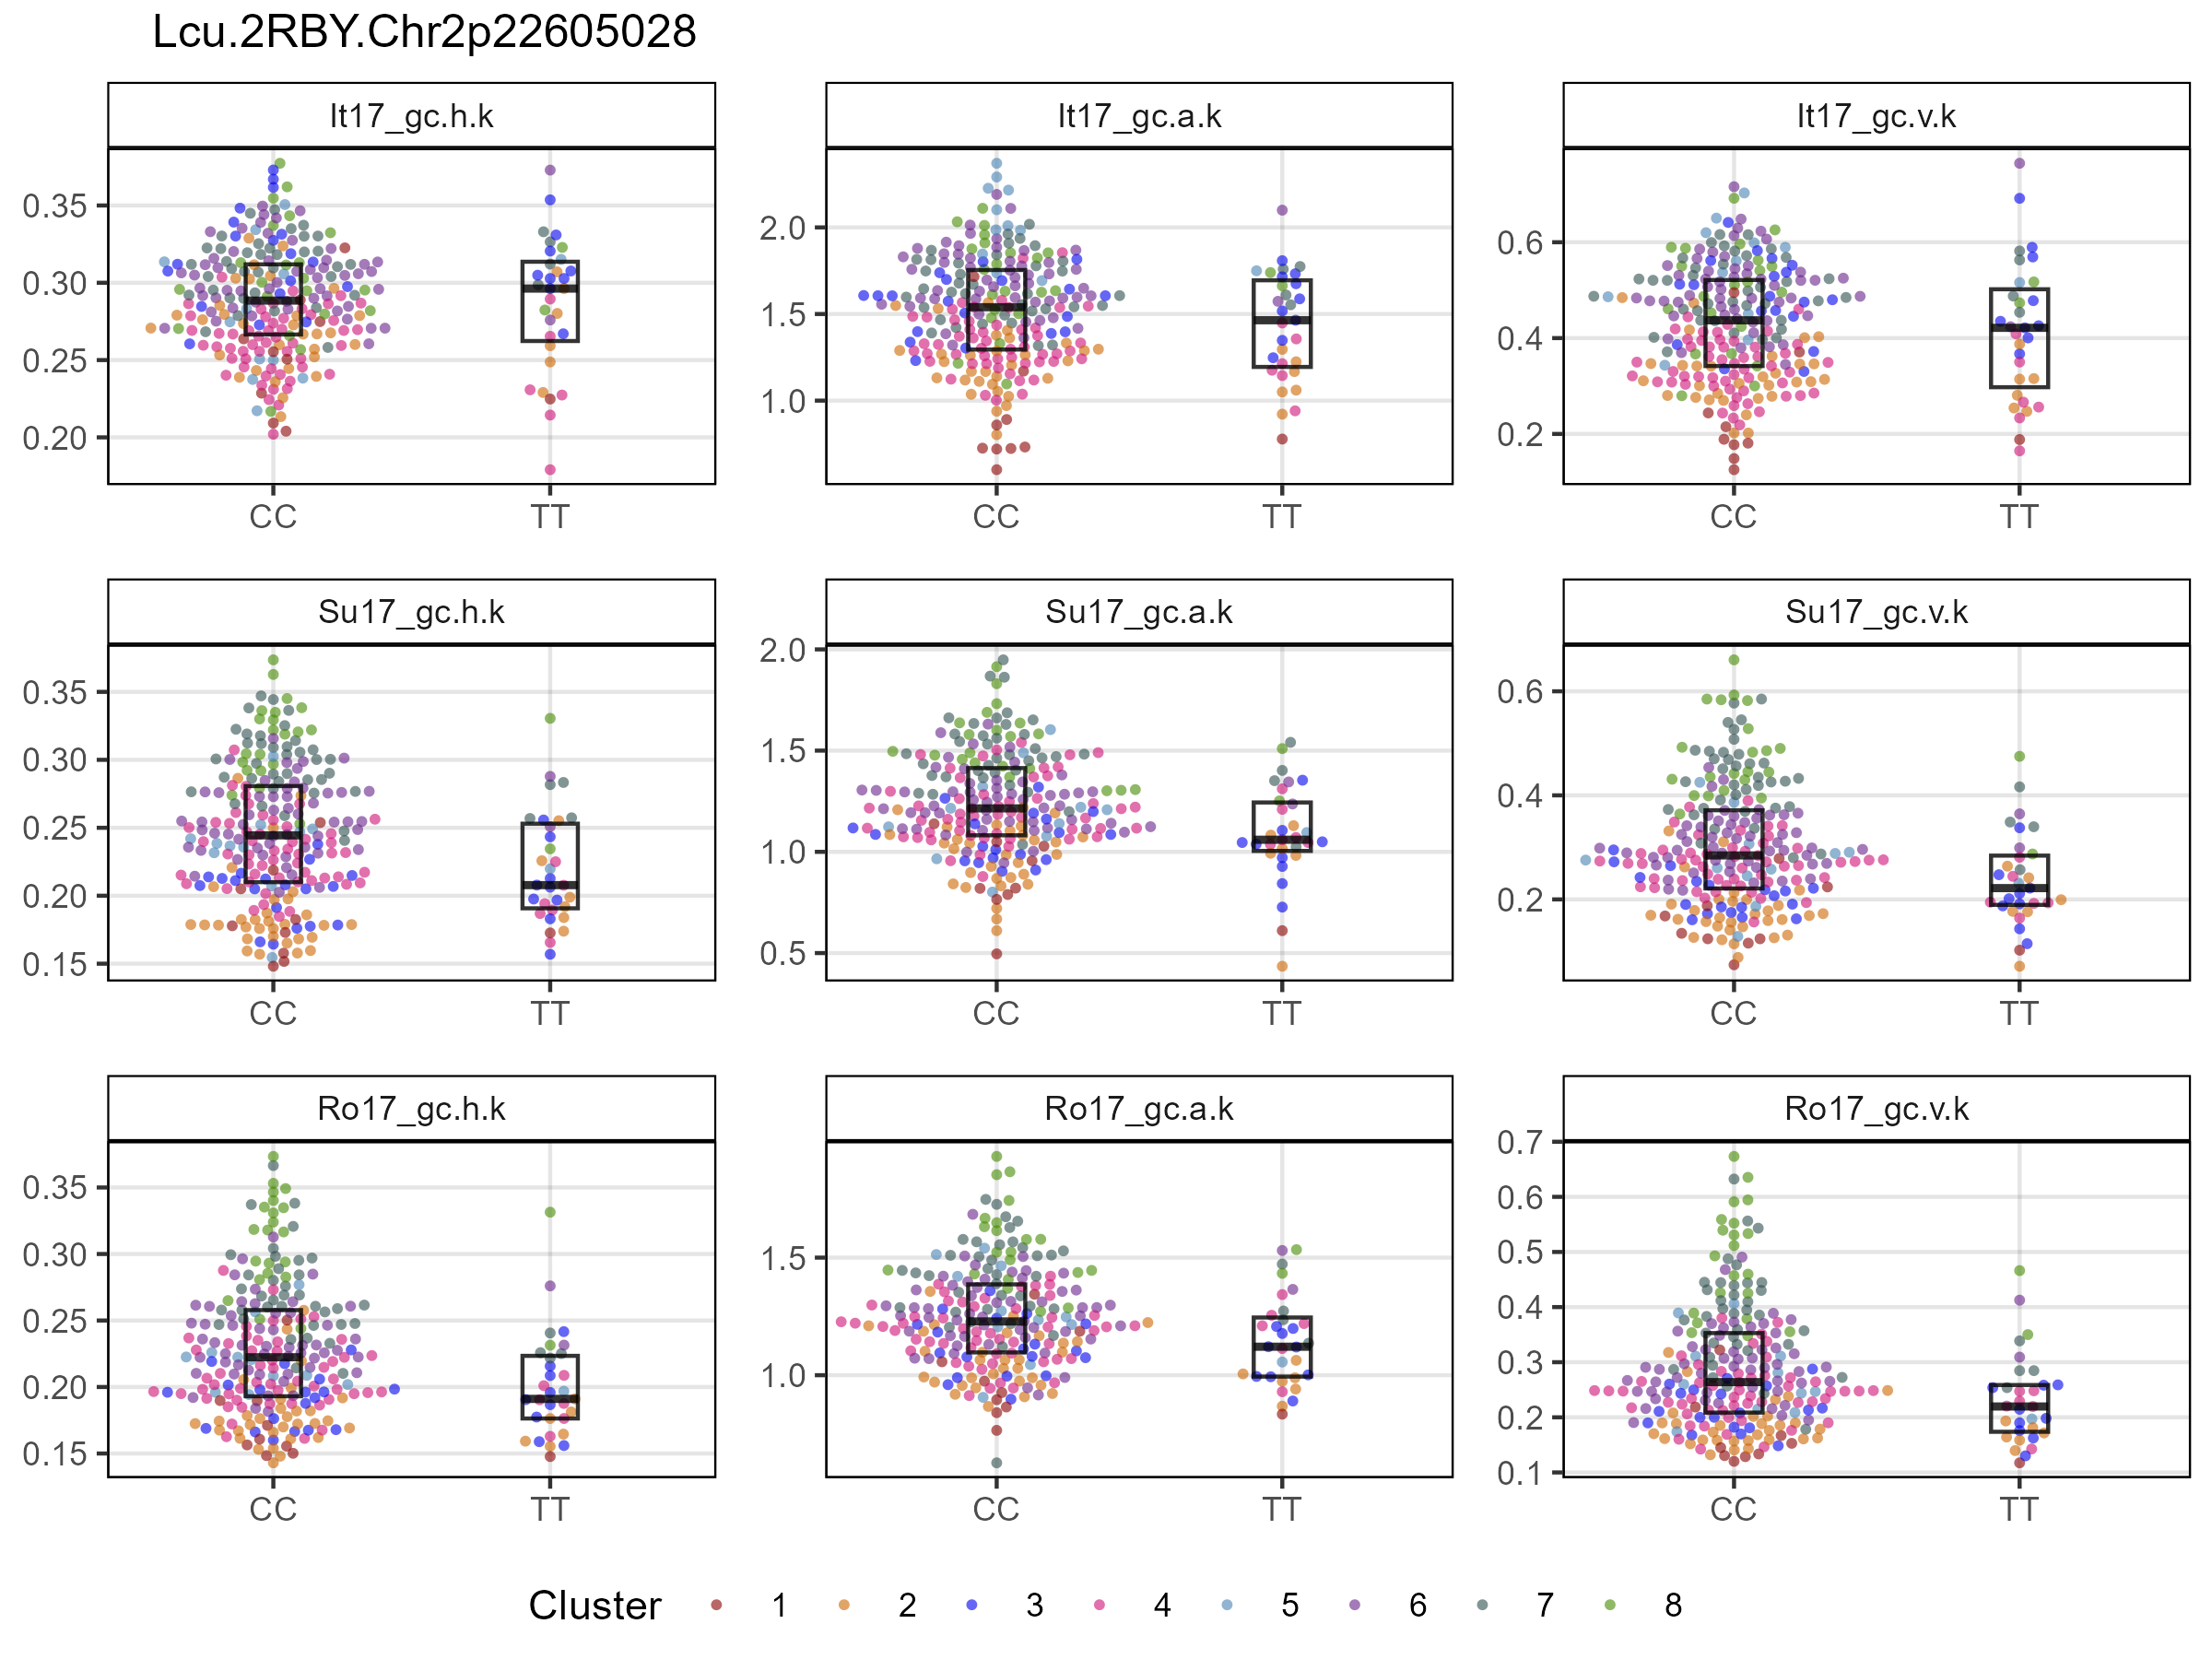 Lcu.2RBY.Chr2p22605028
It17_gc.h.k
It17_gc.a.k
It17_gc.v.k
0.35
0.30
0.25
0.20
CC
TT
2.0
1.5
1.0
CC
TT
0.6
0.4
0.2
CC
TT
Su17_gc.h.k
Su17_gc.a.k
Su17_gc.v.k
0.35
0.30
0.25
0.20
0.15
CC
TT
2.0
1.5
1.0
0.5
CC
TT
0.6
0.4
0.2
CC
TT
Ro17_gc.h.k
Ro17_gc.a.k
Ro17_gc.v.k
0.35
0.30
0.25
0.20
0.15
CC
TT
1.5
1.0
CC
TT
0.7
0.6
0.5
0.4
0.3
0.2
0.1
CC
TT
Cluster 1 2 3 4 5 6 7 8